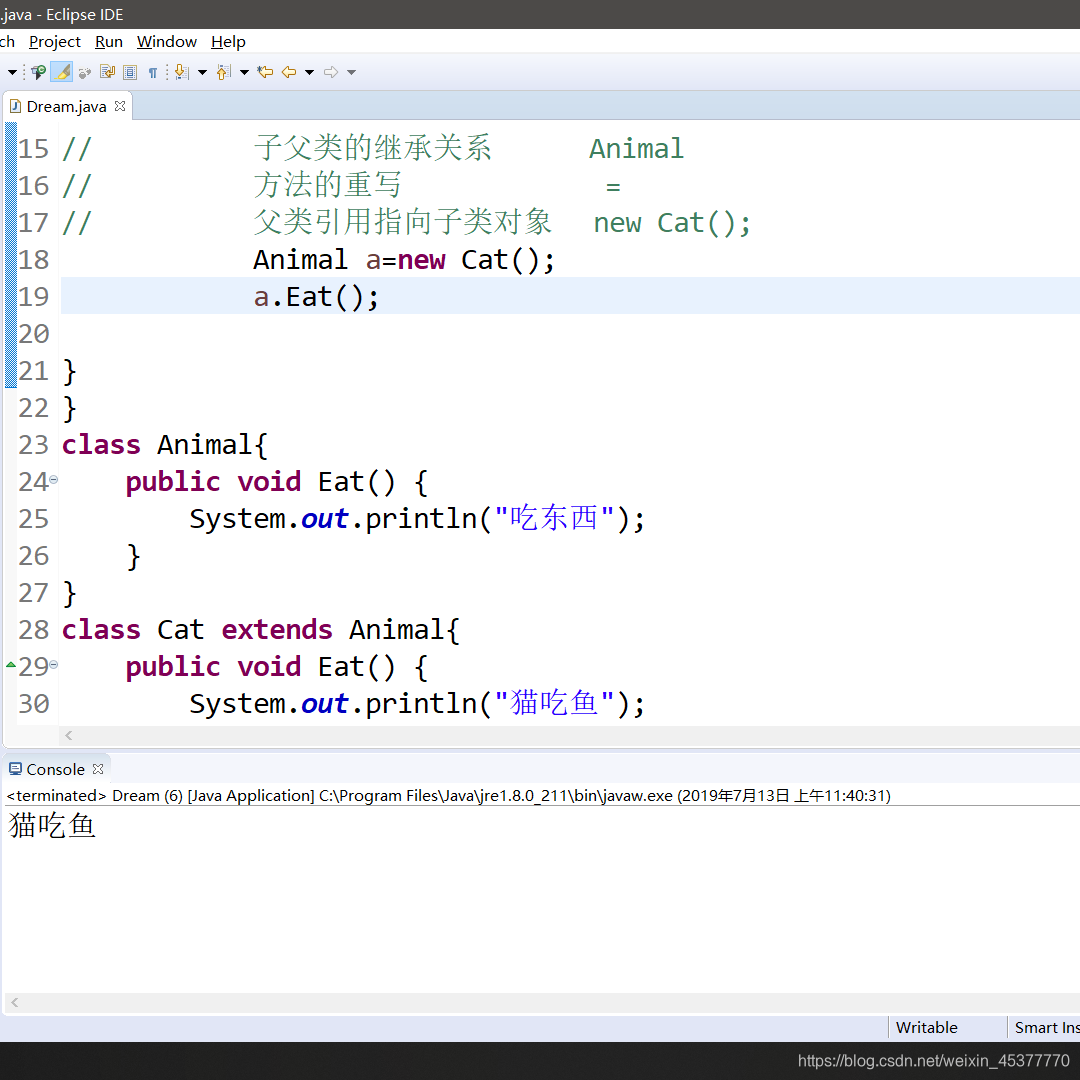 .java - Eclipse IDE
ch Project Run Window Help
Dream.java
15 // 子父类的继承关系 Animal
16 // 方法的重写 =
17 // 父类引用指向子类对象 new Cat();
18 Animal a=new Cat();
19 a.Eat();
20
21 }
22 }
23 class Animal{
24 public void Eat() {
25 System.out.println("吃东西");
26 }
27 }
28 class Cat extends Animal{
29 public void Eat() {
30 System.out.println("猫吃鱼");
Console
<terminated> Dream (6) [Java Application] C:\Program Files\Java\jre1.8.0_211\bin\javaw.exe (2019年7月13日 上午11:40:31)
猫吃鱼
Writable Smart Ins
https://blog.csdn.net/weixin_45377770